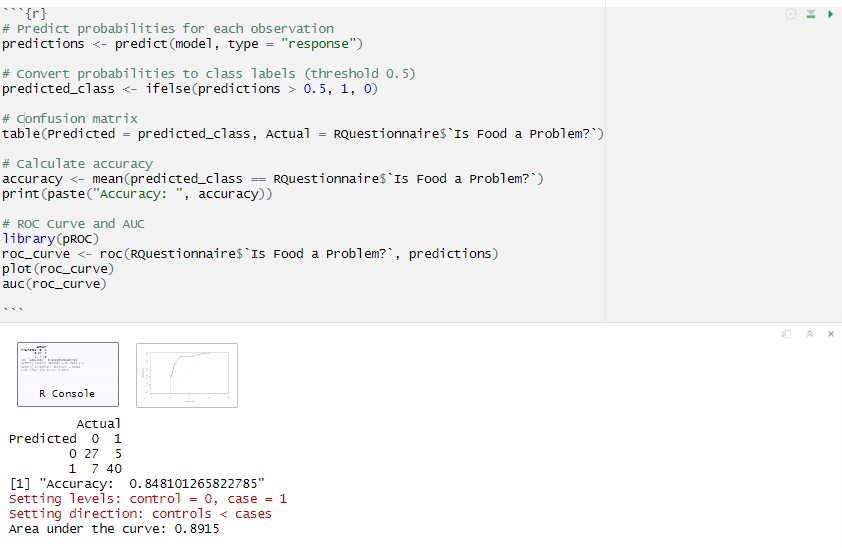 ```{r}
# Predict probabilities for each observation
predictions <- predict(model, type = "response")
# Convert probabilities to class labels (threshold 0.5)
predicted_class <- ifelse(predictions > 0.5, 1, 0)
# Confusion matrix
table(Predicted = predicted_class, Actual = RQuestionnaire$`Is Food a Problem?`)
# Calculate accuracy
accuracy <- mean(predicted_class == RQuestionnaire$`Is Food a Problem?`)
print(paste("Accuracy: ", accuracy))
# ROC Curve and AUC
library(pROC)
roc_curve <- roc(RQuestionnaire$`Is Food a Problem?`, predictions)
plot(roc_curve)
auc(roc_curve)
```
R Console
Actual
Predicted 0 1
0 27 5
1 7 40
[1] "Accuracy:  0.848101265822785"
Setting levels: control = 0, case = 1
Setting direction: controls < cases
Area under the curve: 0.8915